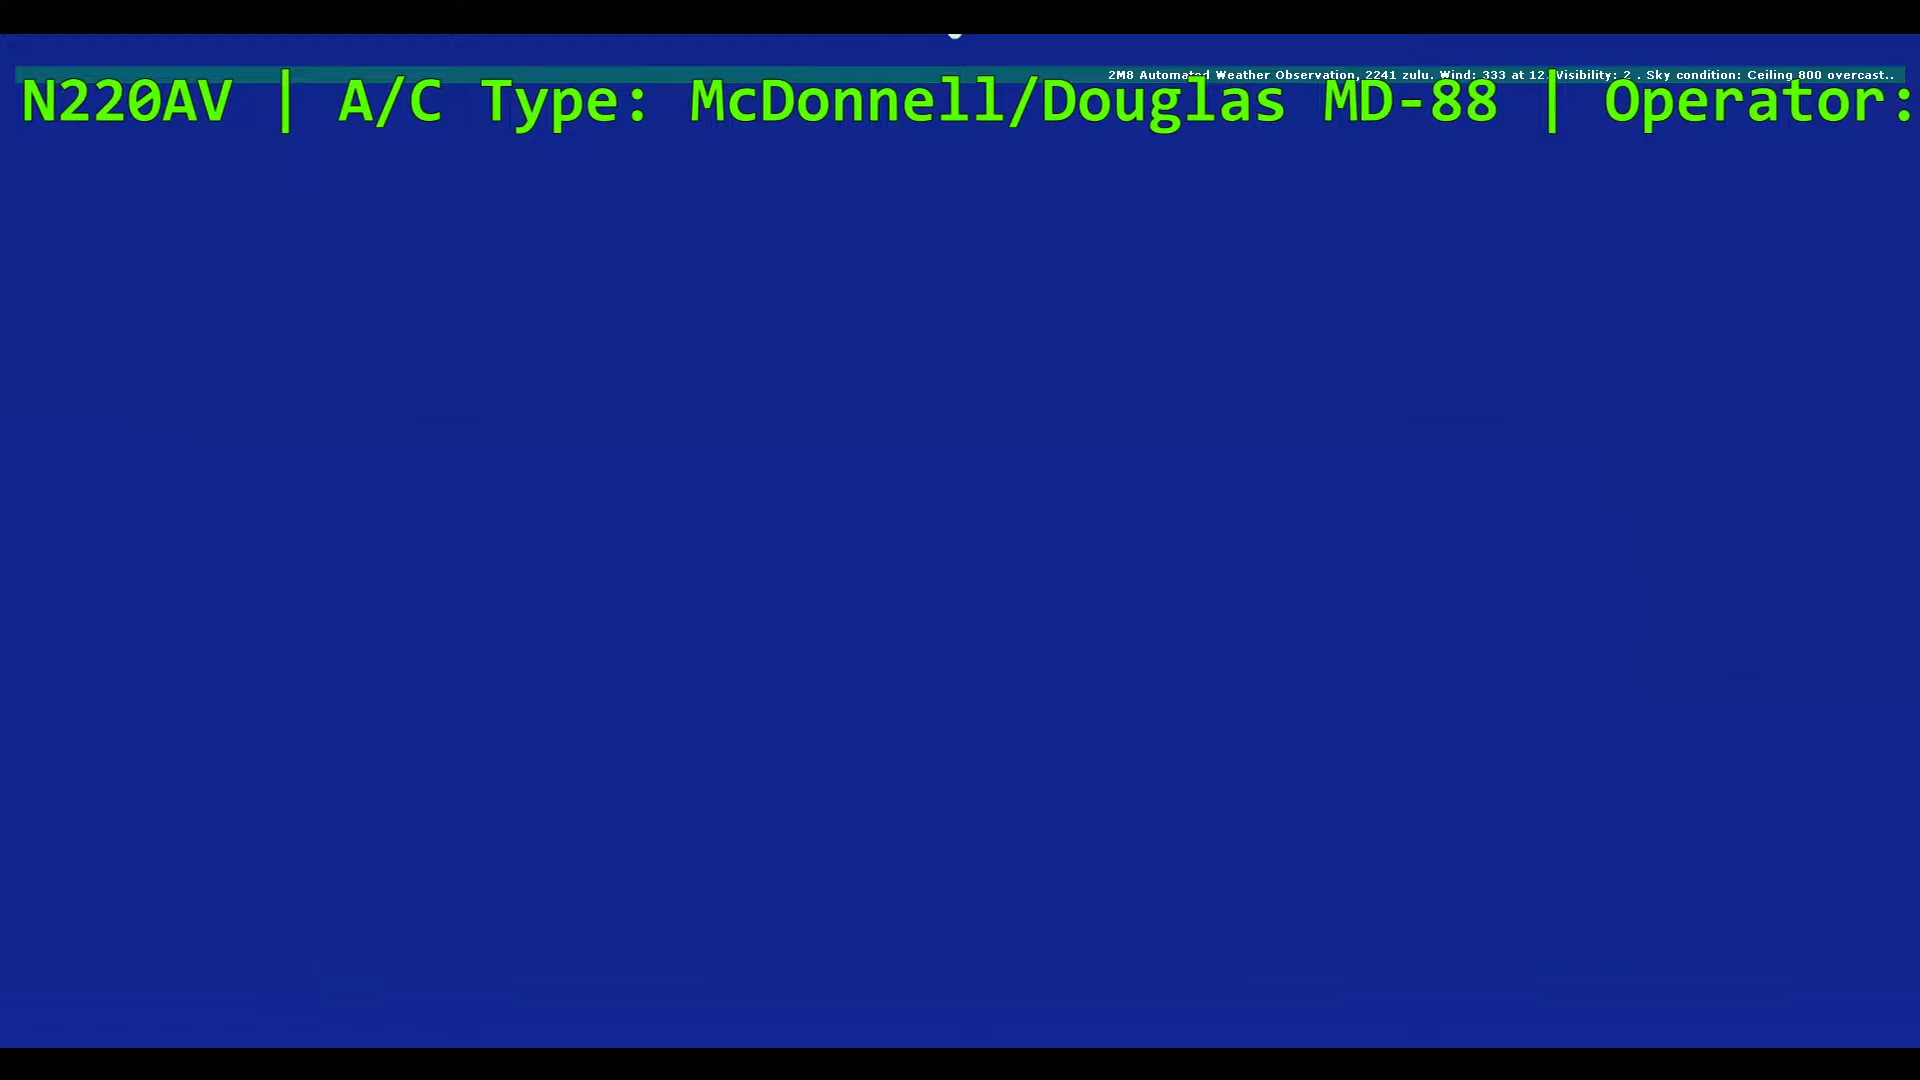 2M8 Automated Weather Observation, 2241 zulu. Wind: 333 at 12. Visibility: 2 . Sky condition: Ceiling 800 overcast..
N220AV | A/C Type: McDonnell/Douglas MD-88 | Operator: